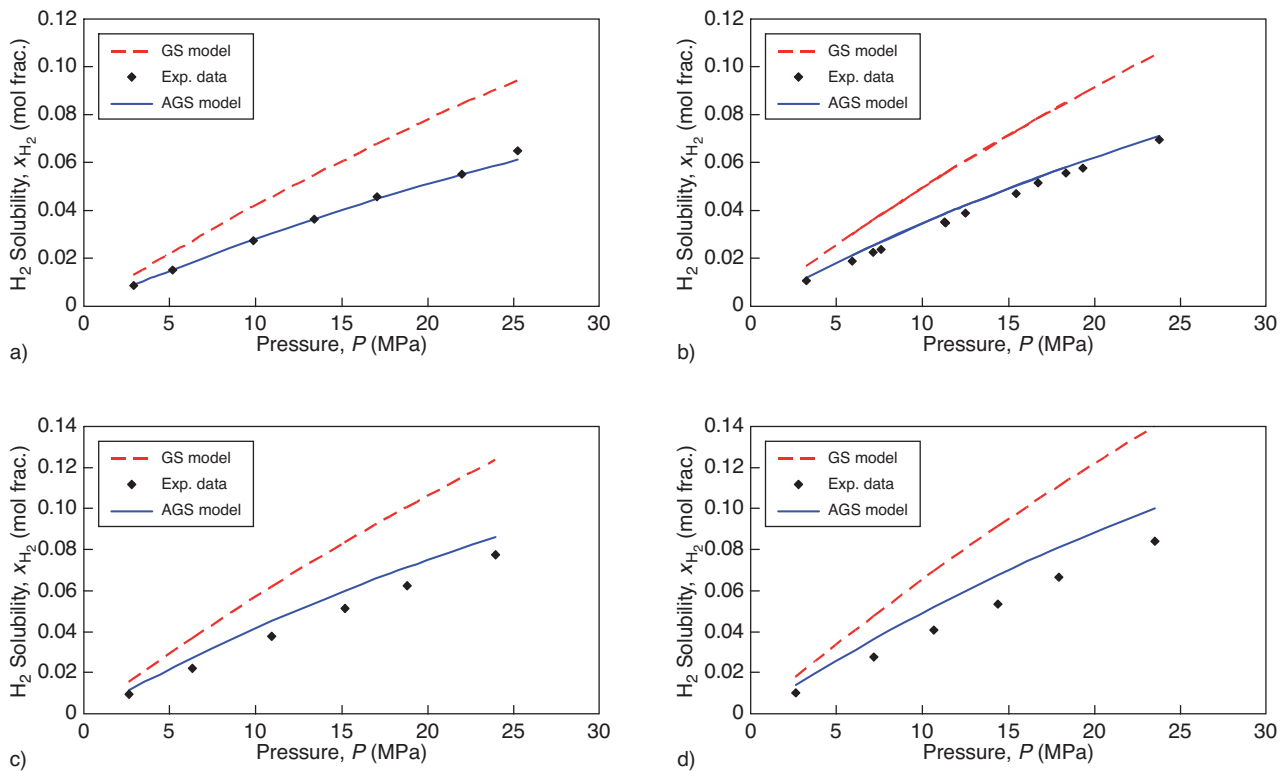 H2 Solubility, xH2 (mol frac.)
0.12
0.10
0.08
0.06
0.04
0.02
0
GS model
Exp. data
AGS model
0 5 10 15 20 25 30
Pressure, P (MPa)
a)
H2 Solubility, xH2 (mol frac.)
0.12
0.10
0.08
0.06
0.04
0.02
0
GS model
Exp. data
AGS model
0 5 10 15 20 25 30
Pressure, P (MPa)
b)
H2 Solubility, xH2 (mol frac.)
0.14
0.12
0.10
0.08
0.06
0.04
0.02
0
GS model
Exp. data
AGS model
0 5 10 15 20 25 30
Pressure, P (MPa)
c)
H2 Solubility, xH2 (mol frac.)
0.14
0.12
0.10
0.08
0.06
0.04
0.02
0
GS model
Exp. data
AGS model
0 5 10 15 20 25 30
Pressure, P (MPa)
d)